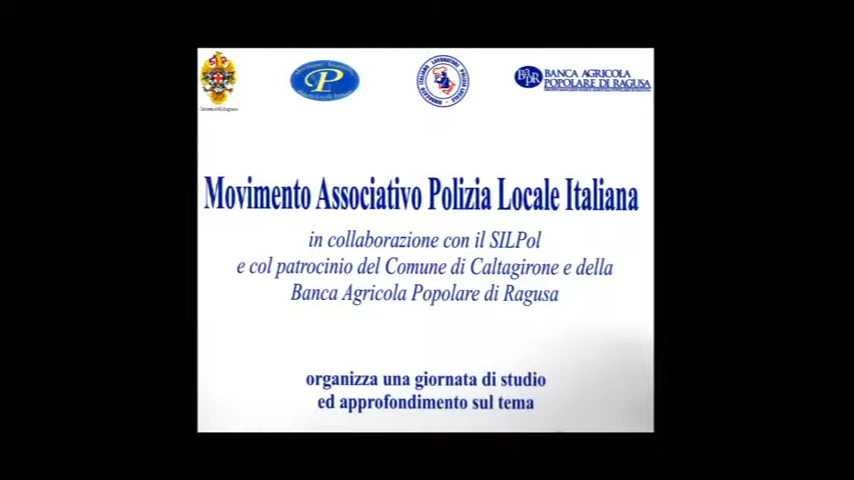 BANCA AGRICOLA
POPOLARE DI RAGUSA
Movimento Associativo Polizia Locale Italiana
in collaborazione con il SILPol
e col patrocinio del Comune di Caltagirone e della
Banca Agricola Popolare di Ragusa
organizza una giornata di studio
ed approfondimento sul tema